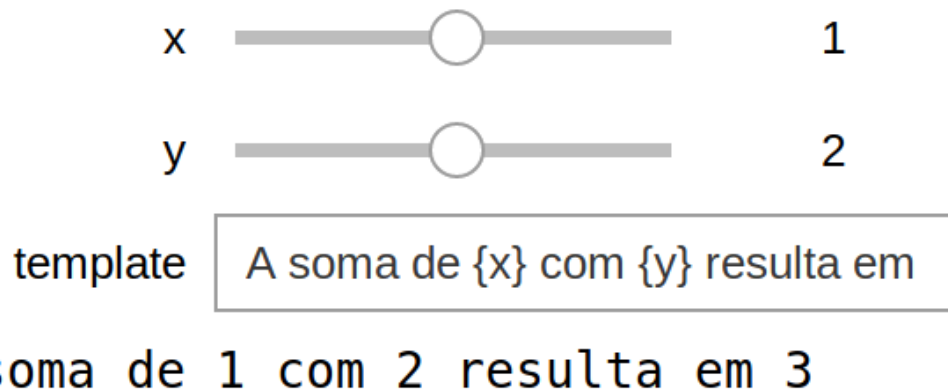 x 1
y 2
template A soma de {x} com {y} resulta em
soma de 1 com 2 resulta em 3